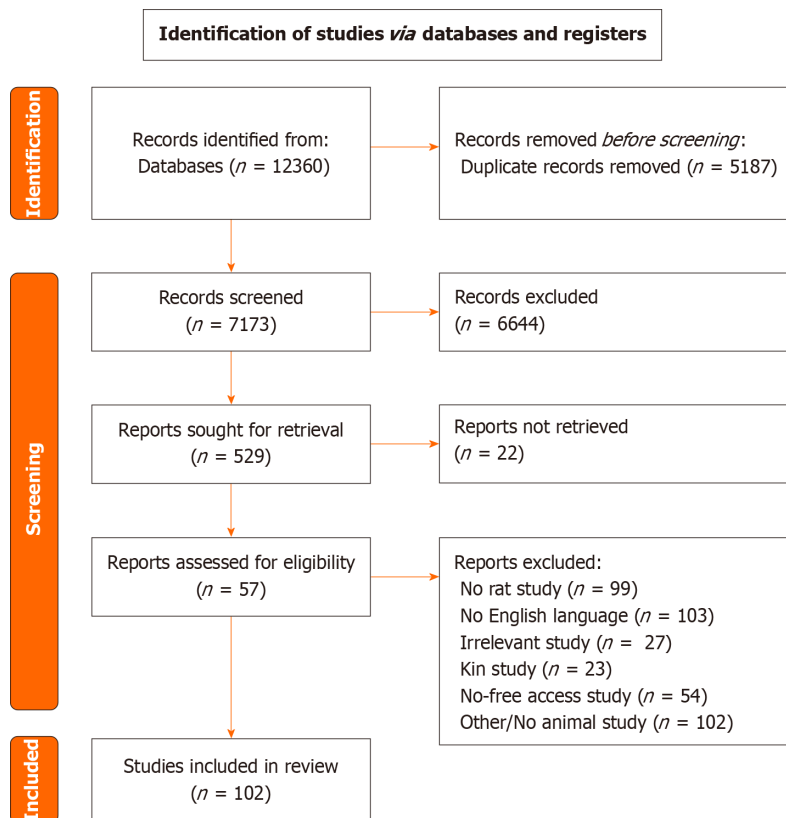 Identification of studies via databases and registers
Identification
Records identified from:
Databases (n = 12360)
Records removed before screening:
Duplicate records removed (n = 5187)
Screening
Records screened
(n = 7173)
Records excluded
(n = 6644)
Reports sought for retrieval
(n = 529)
Reports not retrieved
(n = 22)
Reports assessed for eligibility
(n = 57)
Reports excluded:
No rat study (n = 99)
No English language (n = 103)
Irrelevant study (n = 27)
Kin study (n = 23)
No-free access study (n = 54)
Other/No animal study (n = 102)
Included
Studies included in review
(n = 102)